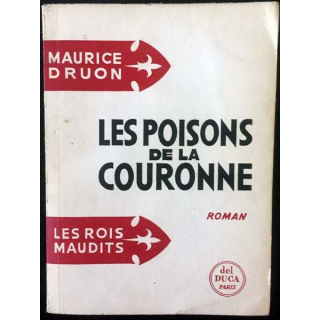 MAURICE
DRUON
LES POISONS
DE LA
COURONNE
ROMAN
LES ROIS
MAUDITS
del
DUCA
PARIS